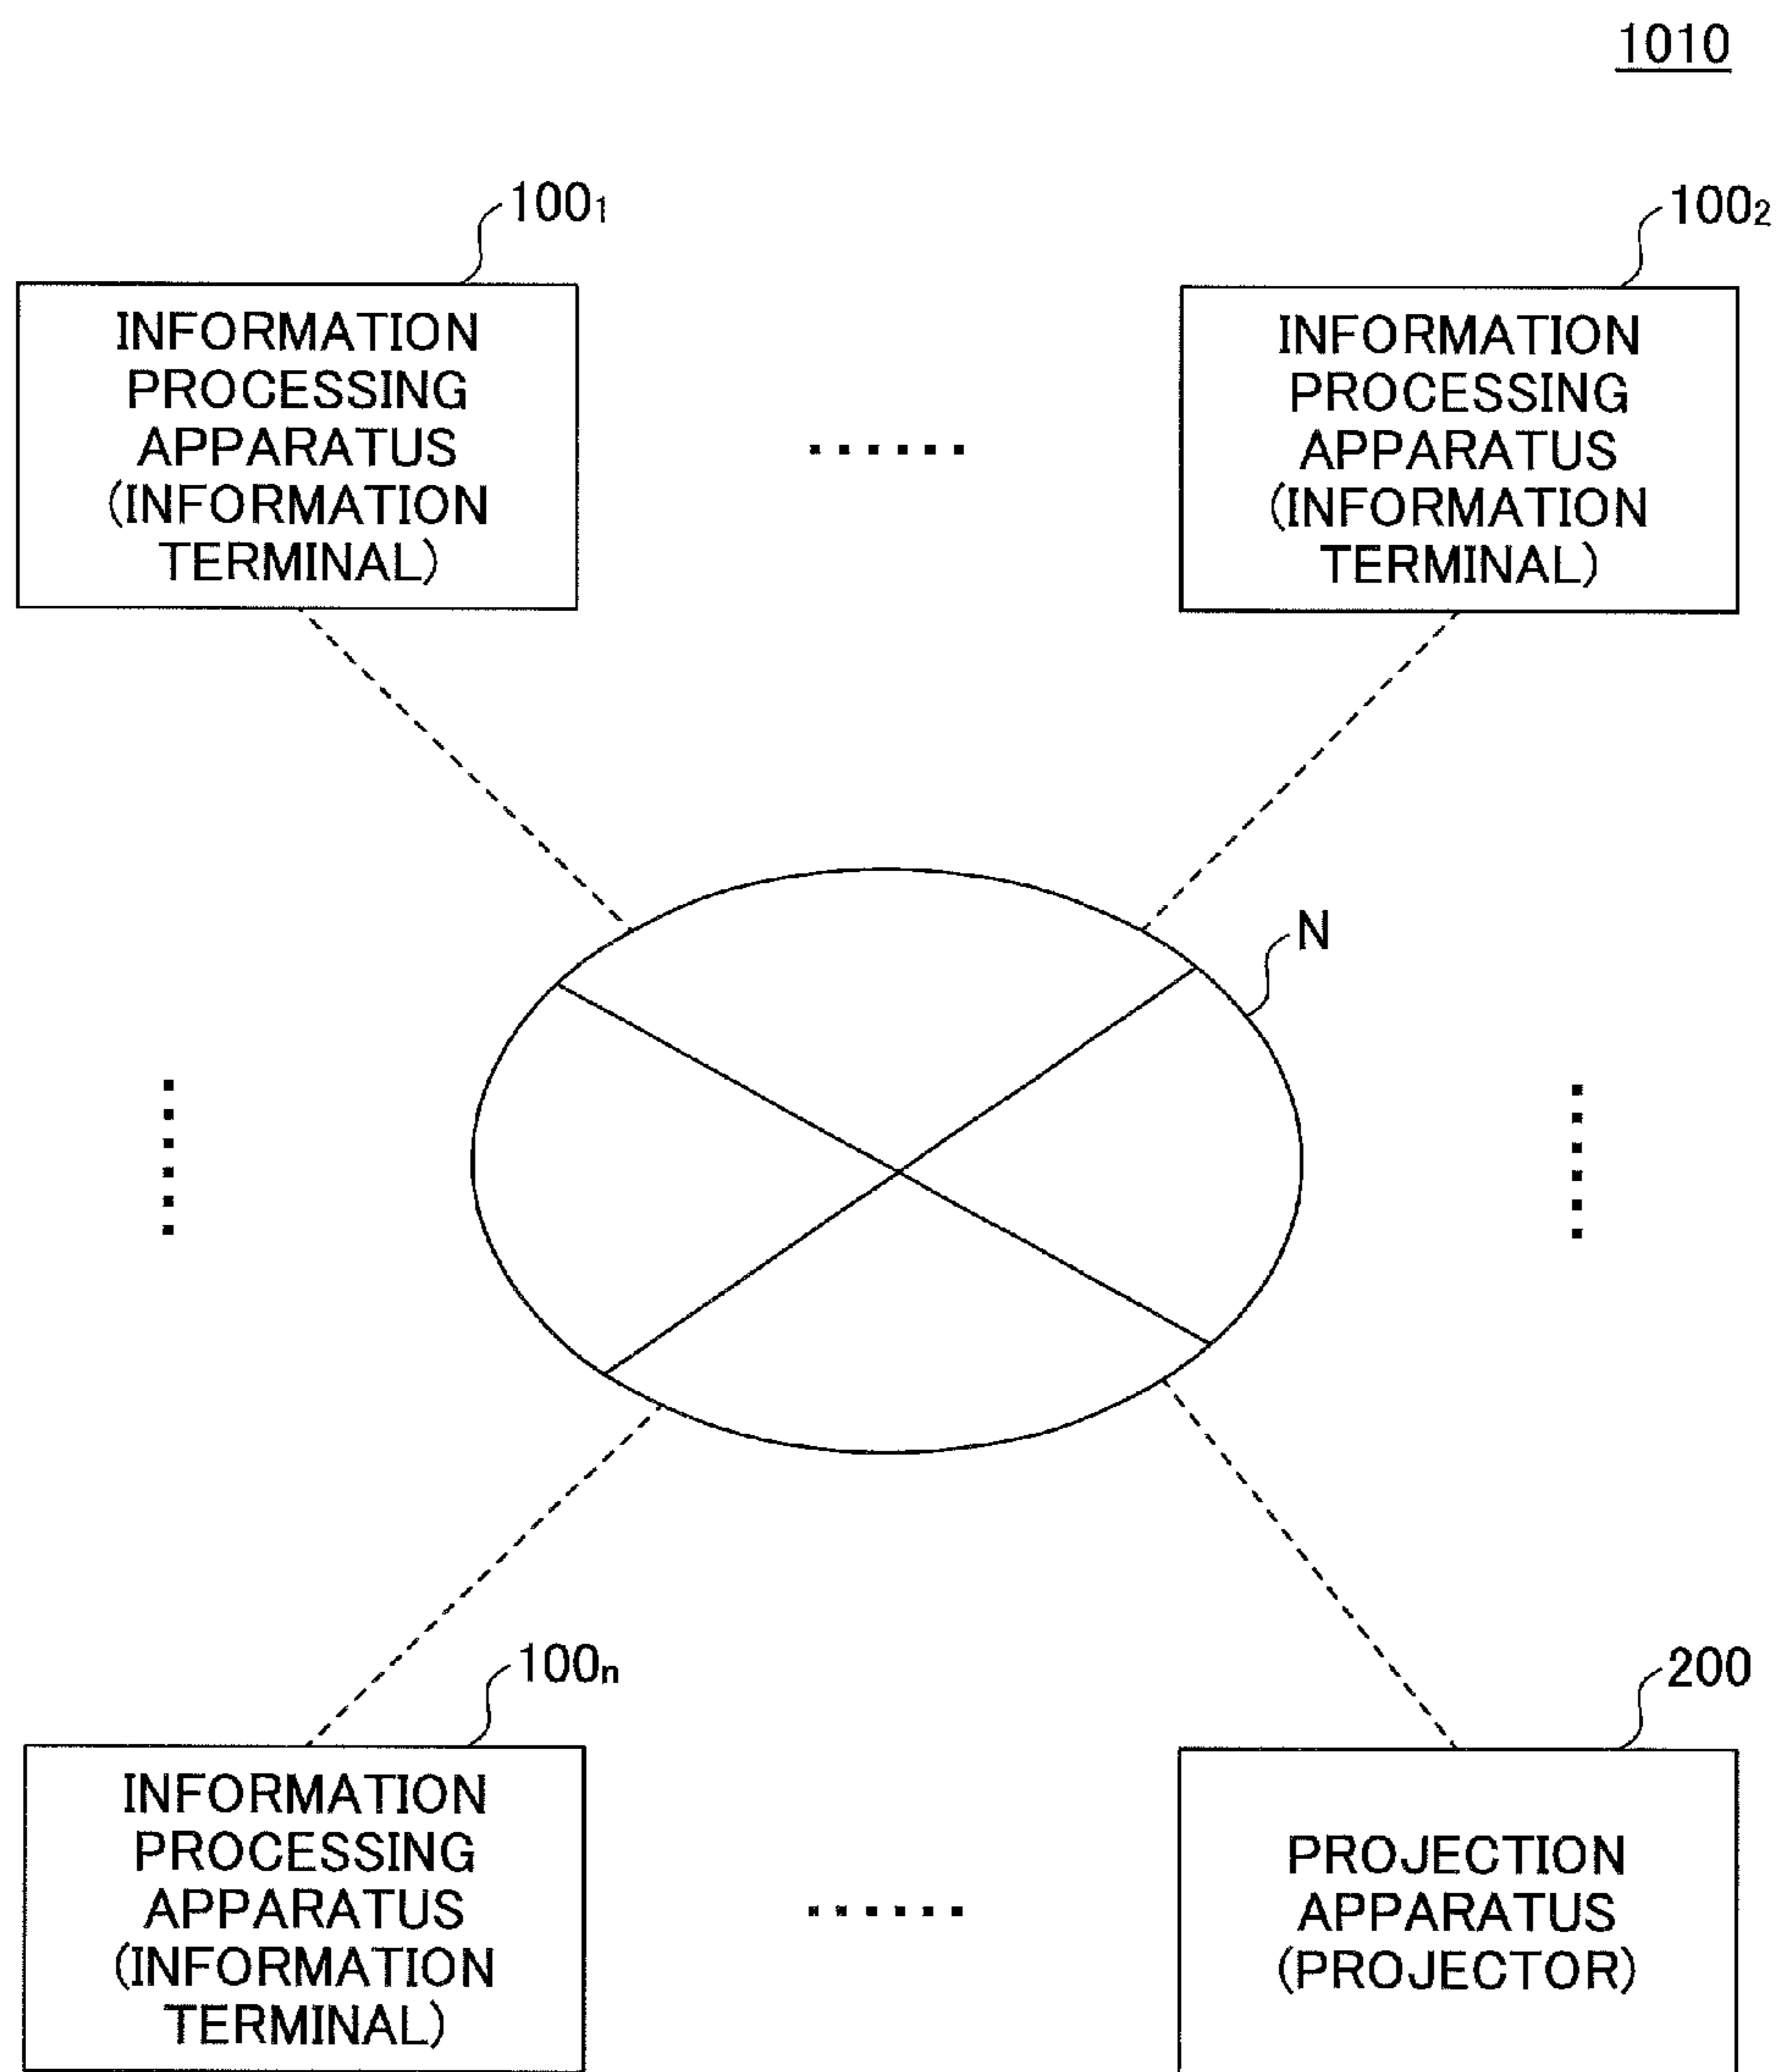 1010
100₁
100₂
INFORMATION
PROCESSING
APPARATUS
(INFORMATION
TERMINAL)
INFORMATION
PROCESSING
APPARATUS
(INFORMATION
TERMINAL)
N
100ₙ
200
INFORMATION
PROCESSING
APPARATUS
(INFORMATION
TERMINAL)
PROJECTION
APPARATUS
(PROJECTOR)